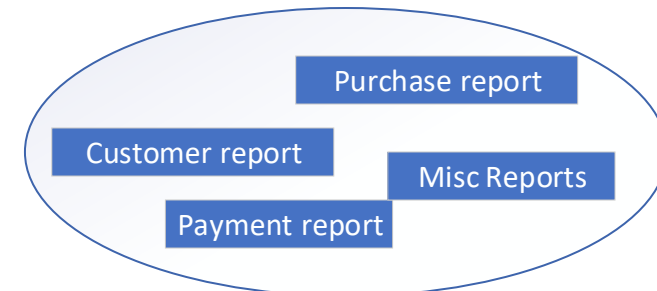 Purchase report
Customer report
Misc Reports
Payment report